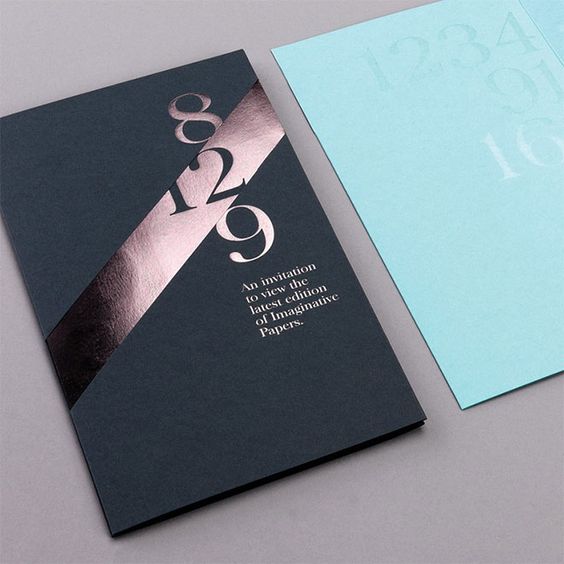 8
12
9
An invitation
to view the
latest edition
of Imaginative
Papers.
1234
91
16